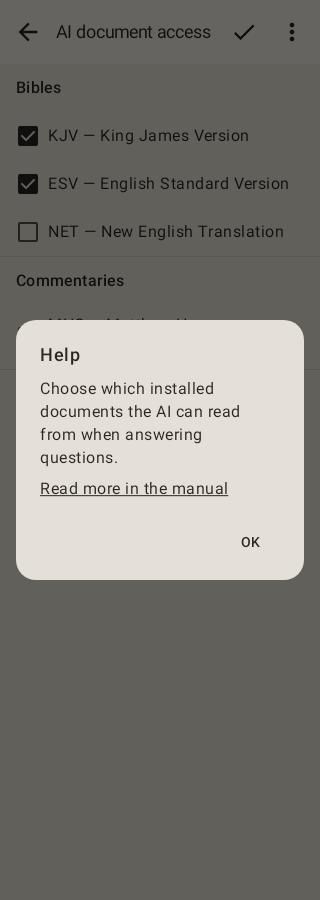 AI document access
Bibles
KJV — King James Version
ESV — English Standard Version
NET — New English Translation
Commentaries
Help
Choose which installed
documents the AI can read
from when answering
questions.
Read more in the manual
OK